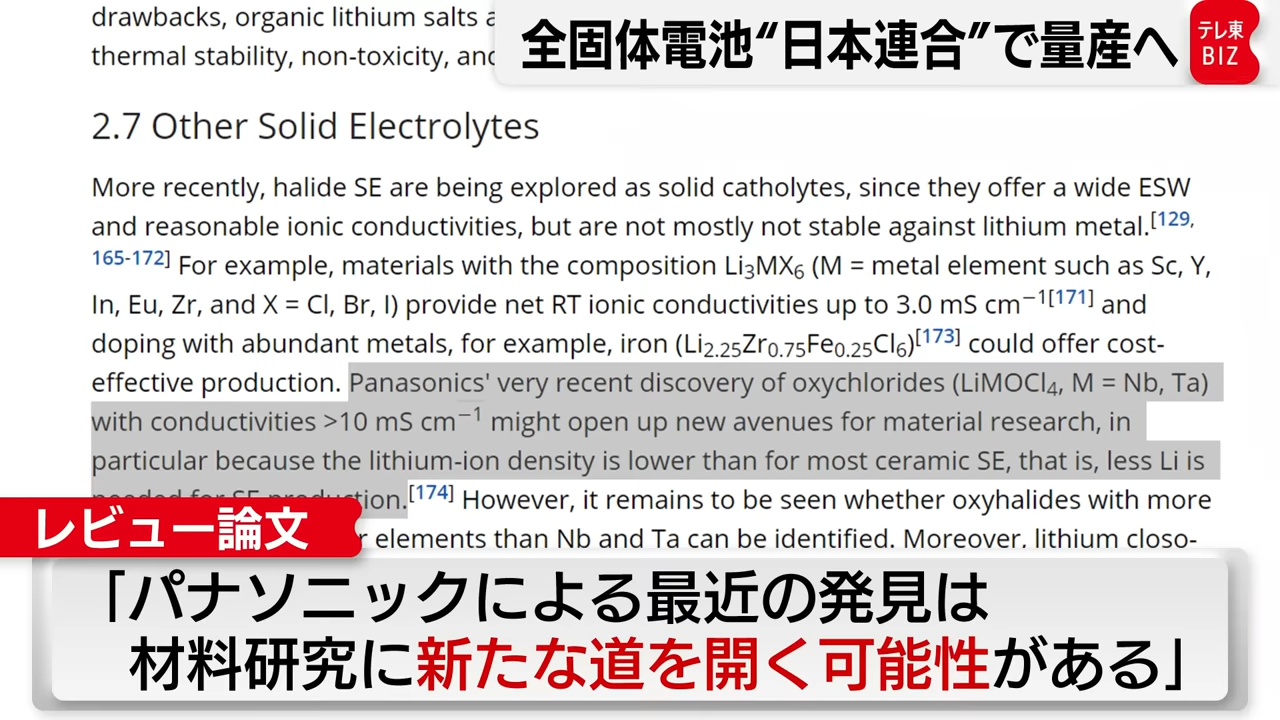 drawbacks, organic lithium salts a
thermal stability, non-toxicity, and
全固体電池“日本連合”で量産へ
テレ東
BIZ
2.7 Other Solid Electrolytes
More recently, halide SE are being explored as solid catholytes, since they offer a wide ESW
and reasonable ionic conductivities, but are not mostly not stable against lithium metal.[129,
165-172] For example, materials with the composition Li₃MX₆ (M = metal element such as Sc, Y,
In, Eu, Zr, and X = Cl, Br, I) provide net RT ionic conductivities up to 3.0 mS cm⁻¹[171] and
doping with abundant metals, for example, iron (Li₂.₂₅Zr₀.₇₅Fe₀.₂₅Cl₆)[173] could offer cost-
effective production. Panasonics' very recent discovery of oxychlorides (LiMOCl₄, M = Nb, Ta)
with conductivities >10 mS cm⁻¹ might open up new avenues for material research, in
particular because the lithium-ion density is lower than for most ceramic SE, that is, less Li is
needed for SE production.[174] However, it remains to be seen whether oxyhalides with more
elements than Nb and Ta can be identified. Moreover, lithium closo-
レビュー論文
「パナソニックによる最近の発見は
材料研究に新たな道を開く可能性がある」